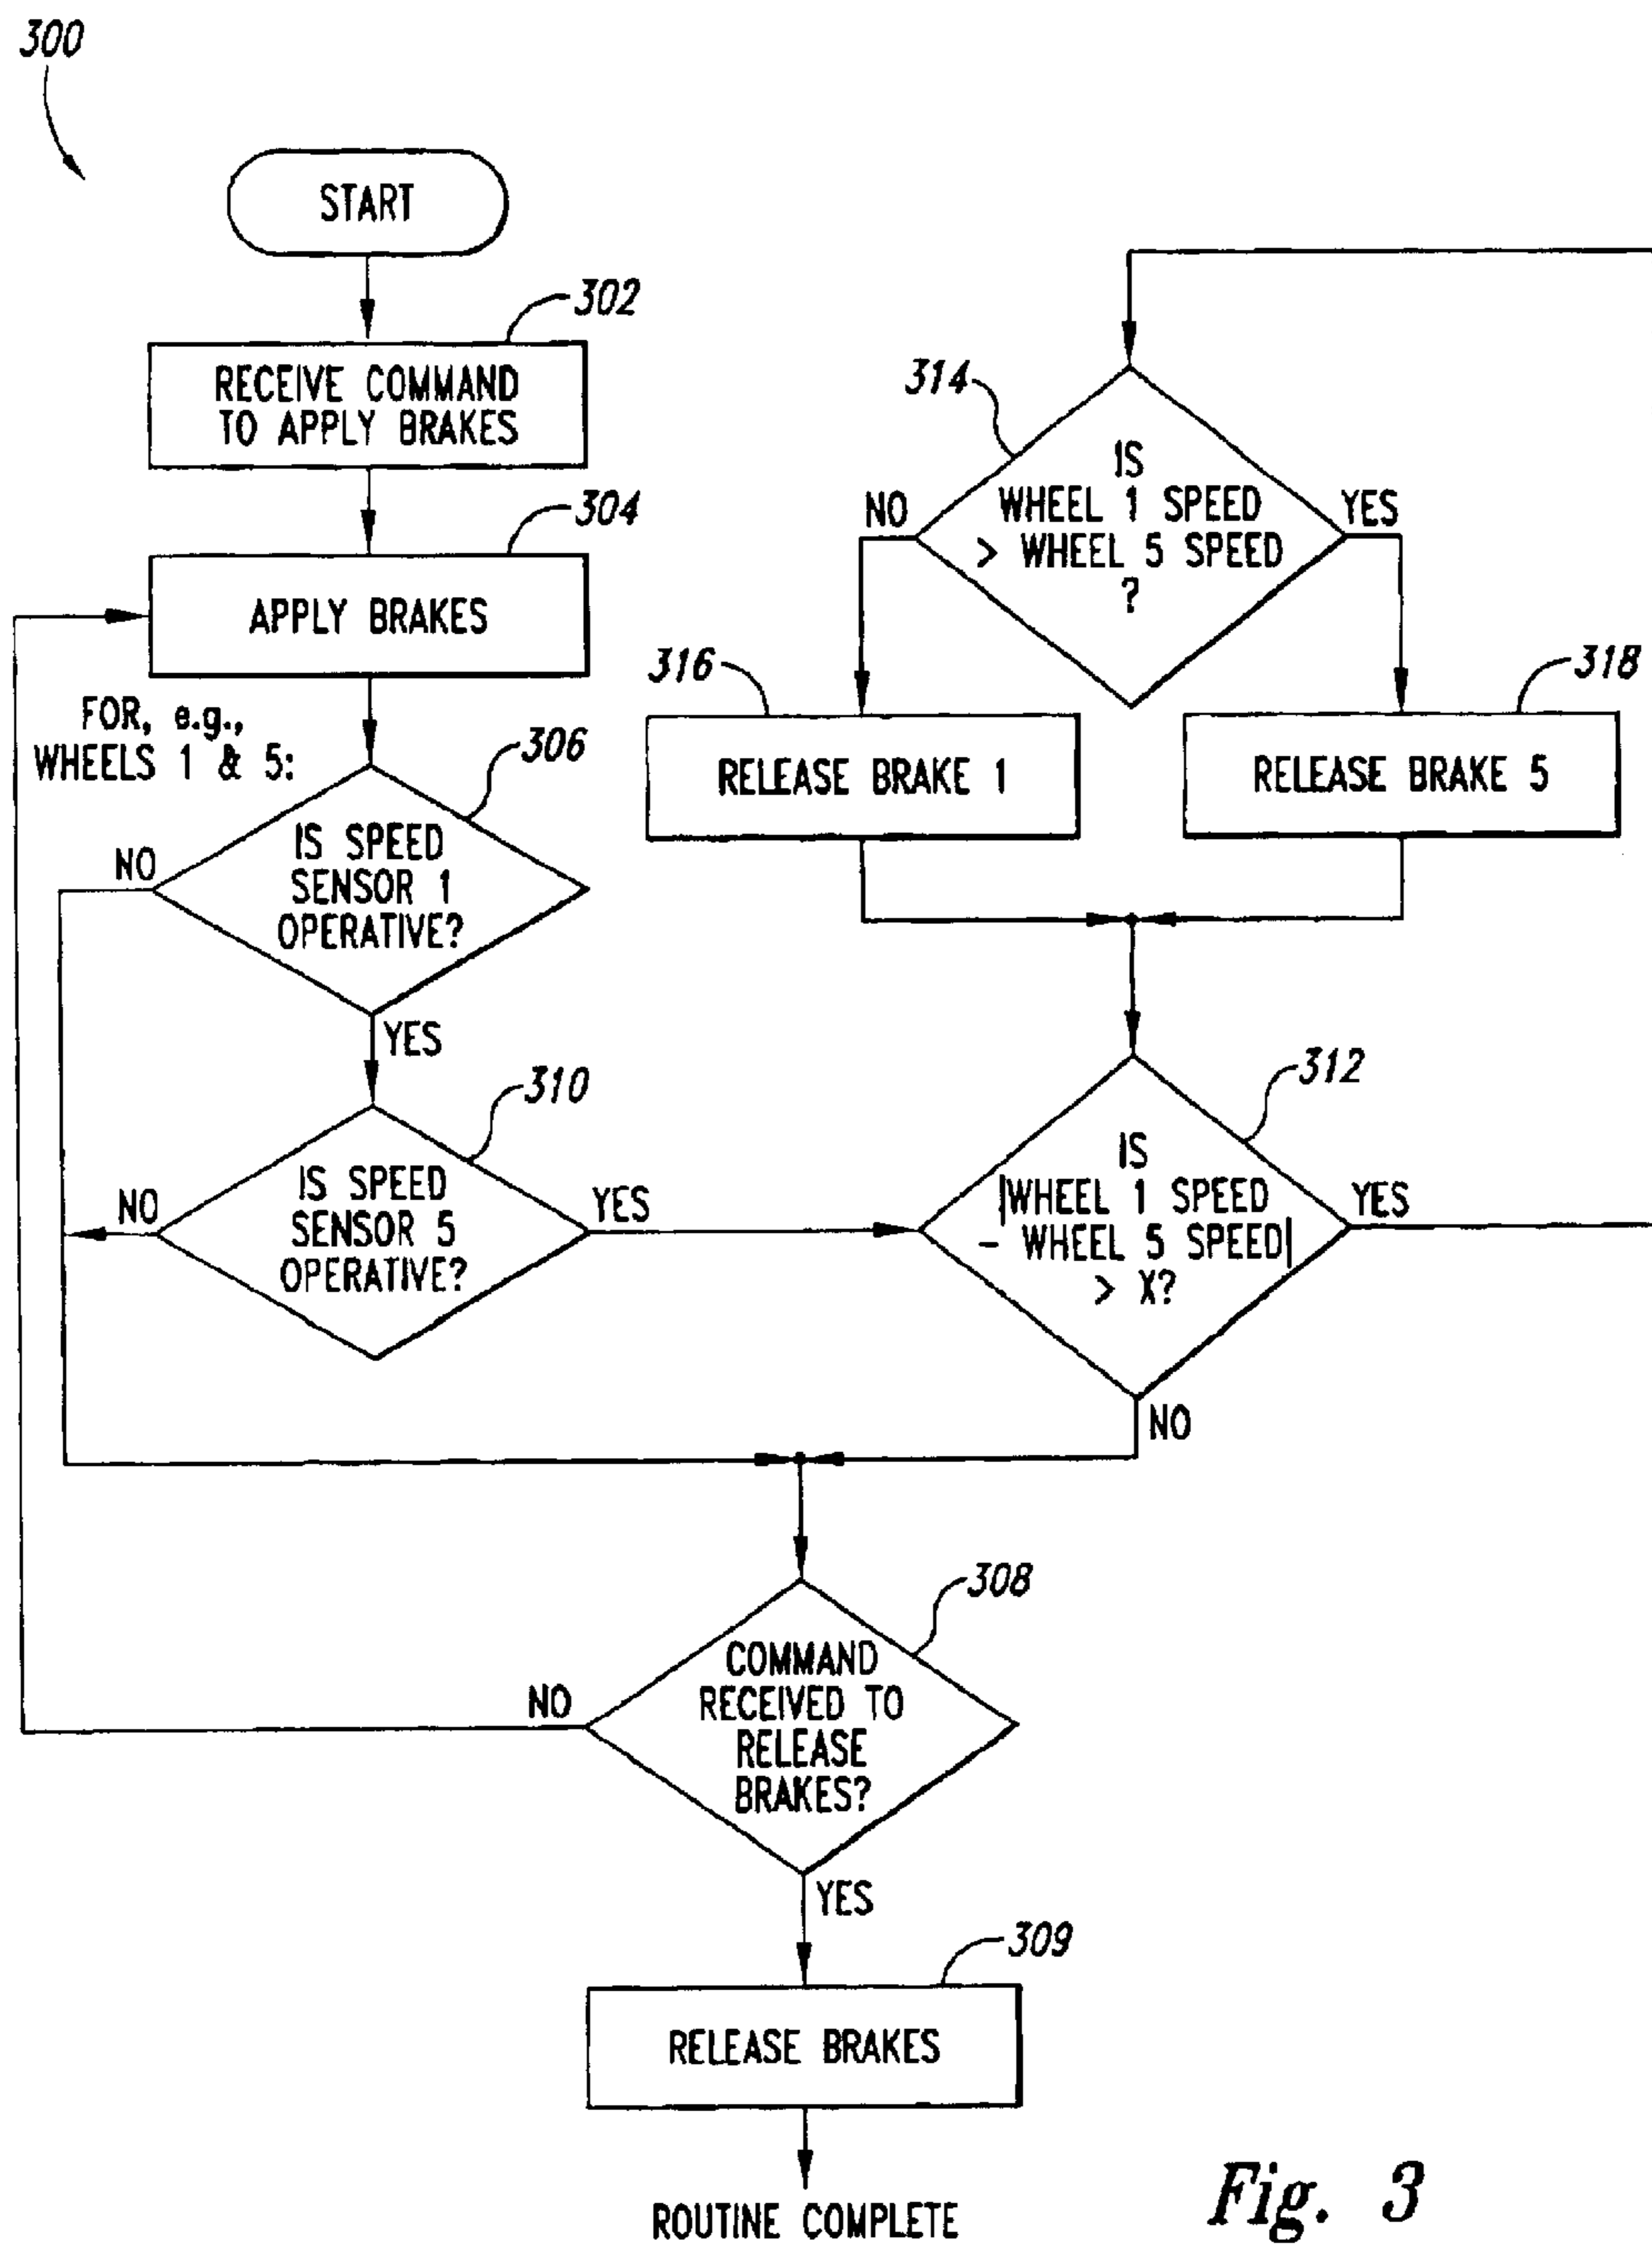 300
START
302
RECEIVE COMMAND
TO APPLY BRAKES
304
APPLY BRAKES
FOR, e.g.,
WHEELS 1 & 5:
306
IS SPEED
SENSOR 1
OPERATIVE?
NO
YES
310
IS SPEED
SENSOR 5
OPERATIVE?
NO
YES
314
IS
WHEEL 1 SPEED
> WHEEL 5 SPEED
?
NO
YES
316
RELEASE BRAKE 1
318
RELEASE BRAKE 5
312
IS
|WHEEL 1 SPEED
- WHEEL 5 SPEED|
> X?
YES
NO
308
COMMAND
RECEIVED TO
RELEASE
BRAKES?
NO
YES
309
RELEASE BRAKES
ROUTINE COMPLETE
Fig. 3